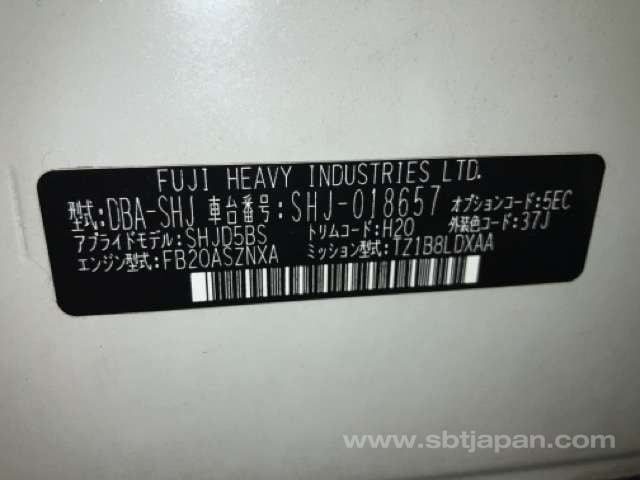 FUJI HEAVY INDUSTRIES LTD.
型式:DBA-SHJ 車台番号:SHJ-018657 オプションコード:5EC
アプライドモデル:SHJD5BS トリムコード:H20 外装色コード:37J
エンジン型式:FB20ASZNXA ミッション型式:TZ1B8LDXAA
www.sbtjapan.com